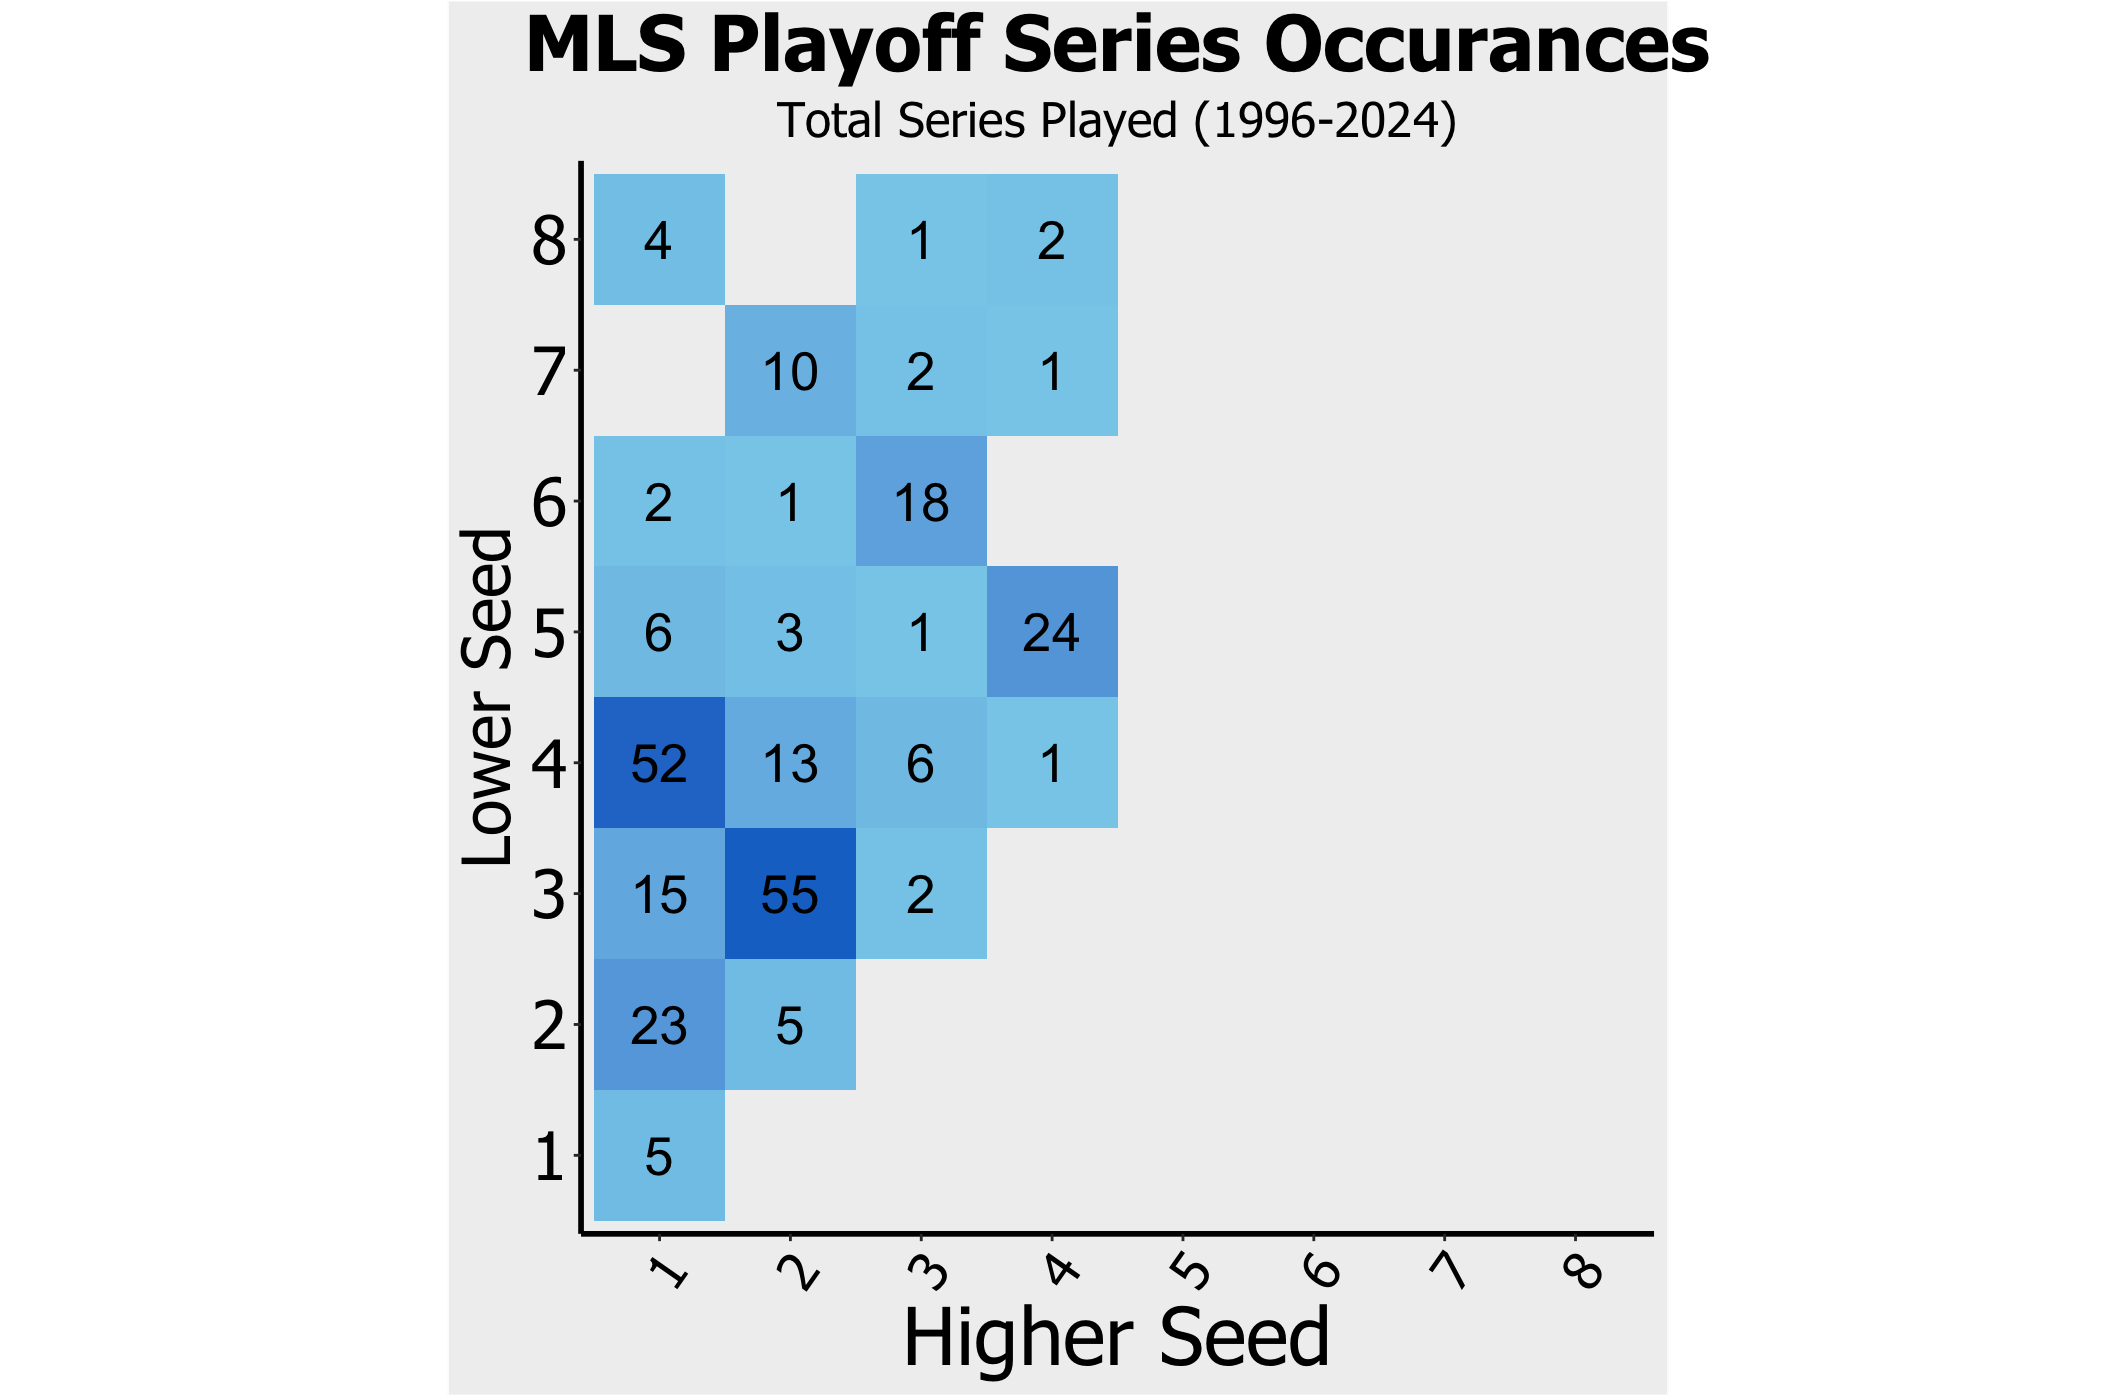 MLS Playoff Series Occurances
Total Series Played (1996-2024)
8 4 1 2
7 10 2 1
6 2 1 18
5 6 3 1 24
4 52 13 6 1
3 15 55 2
2 23 5
1 5
Lower Seed
1 2 3 4 5 6 7 8
Higher Seed